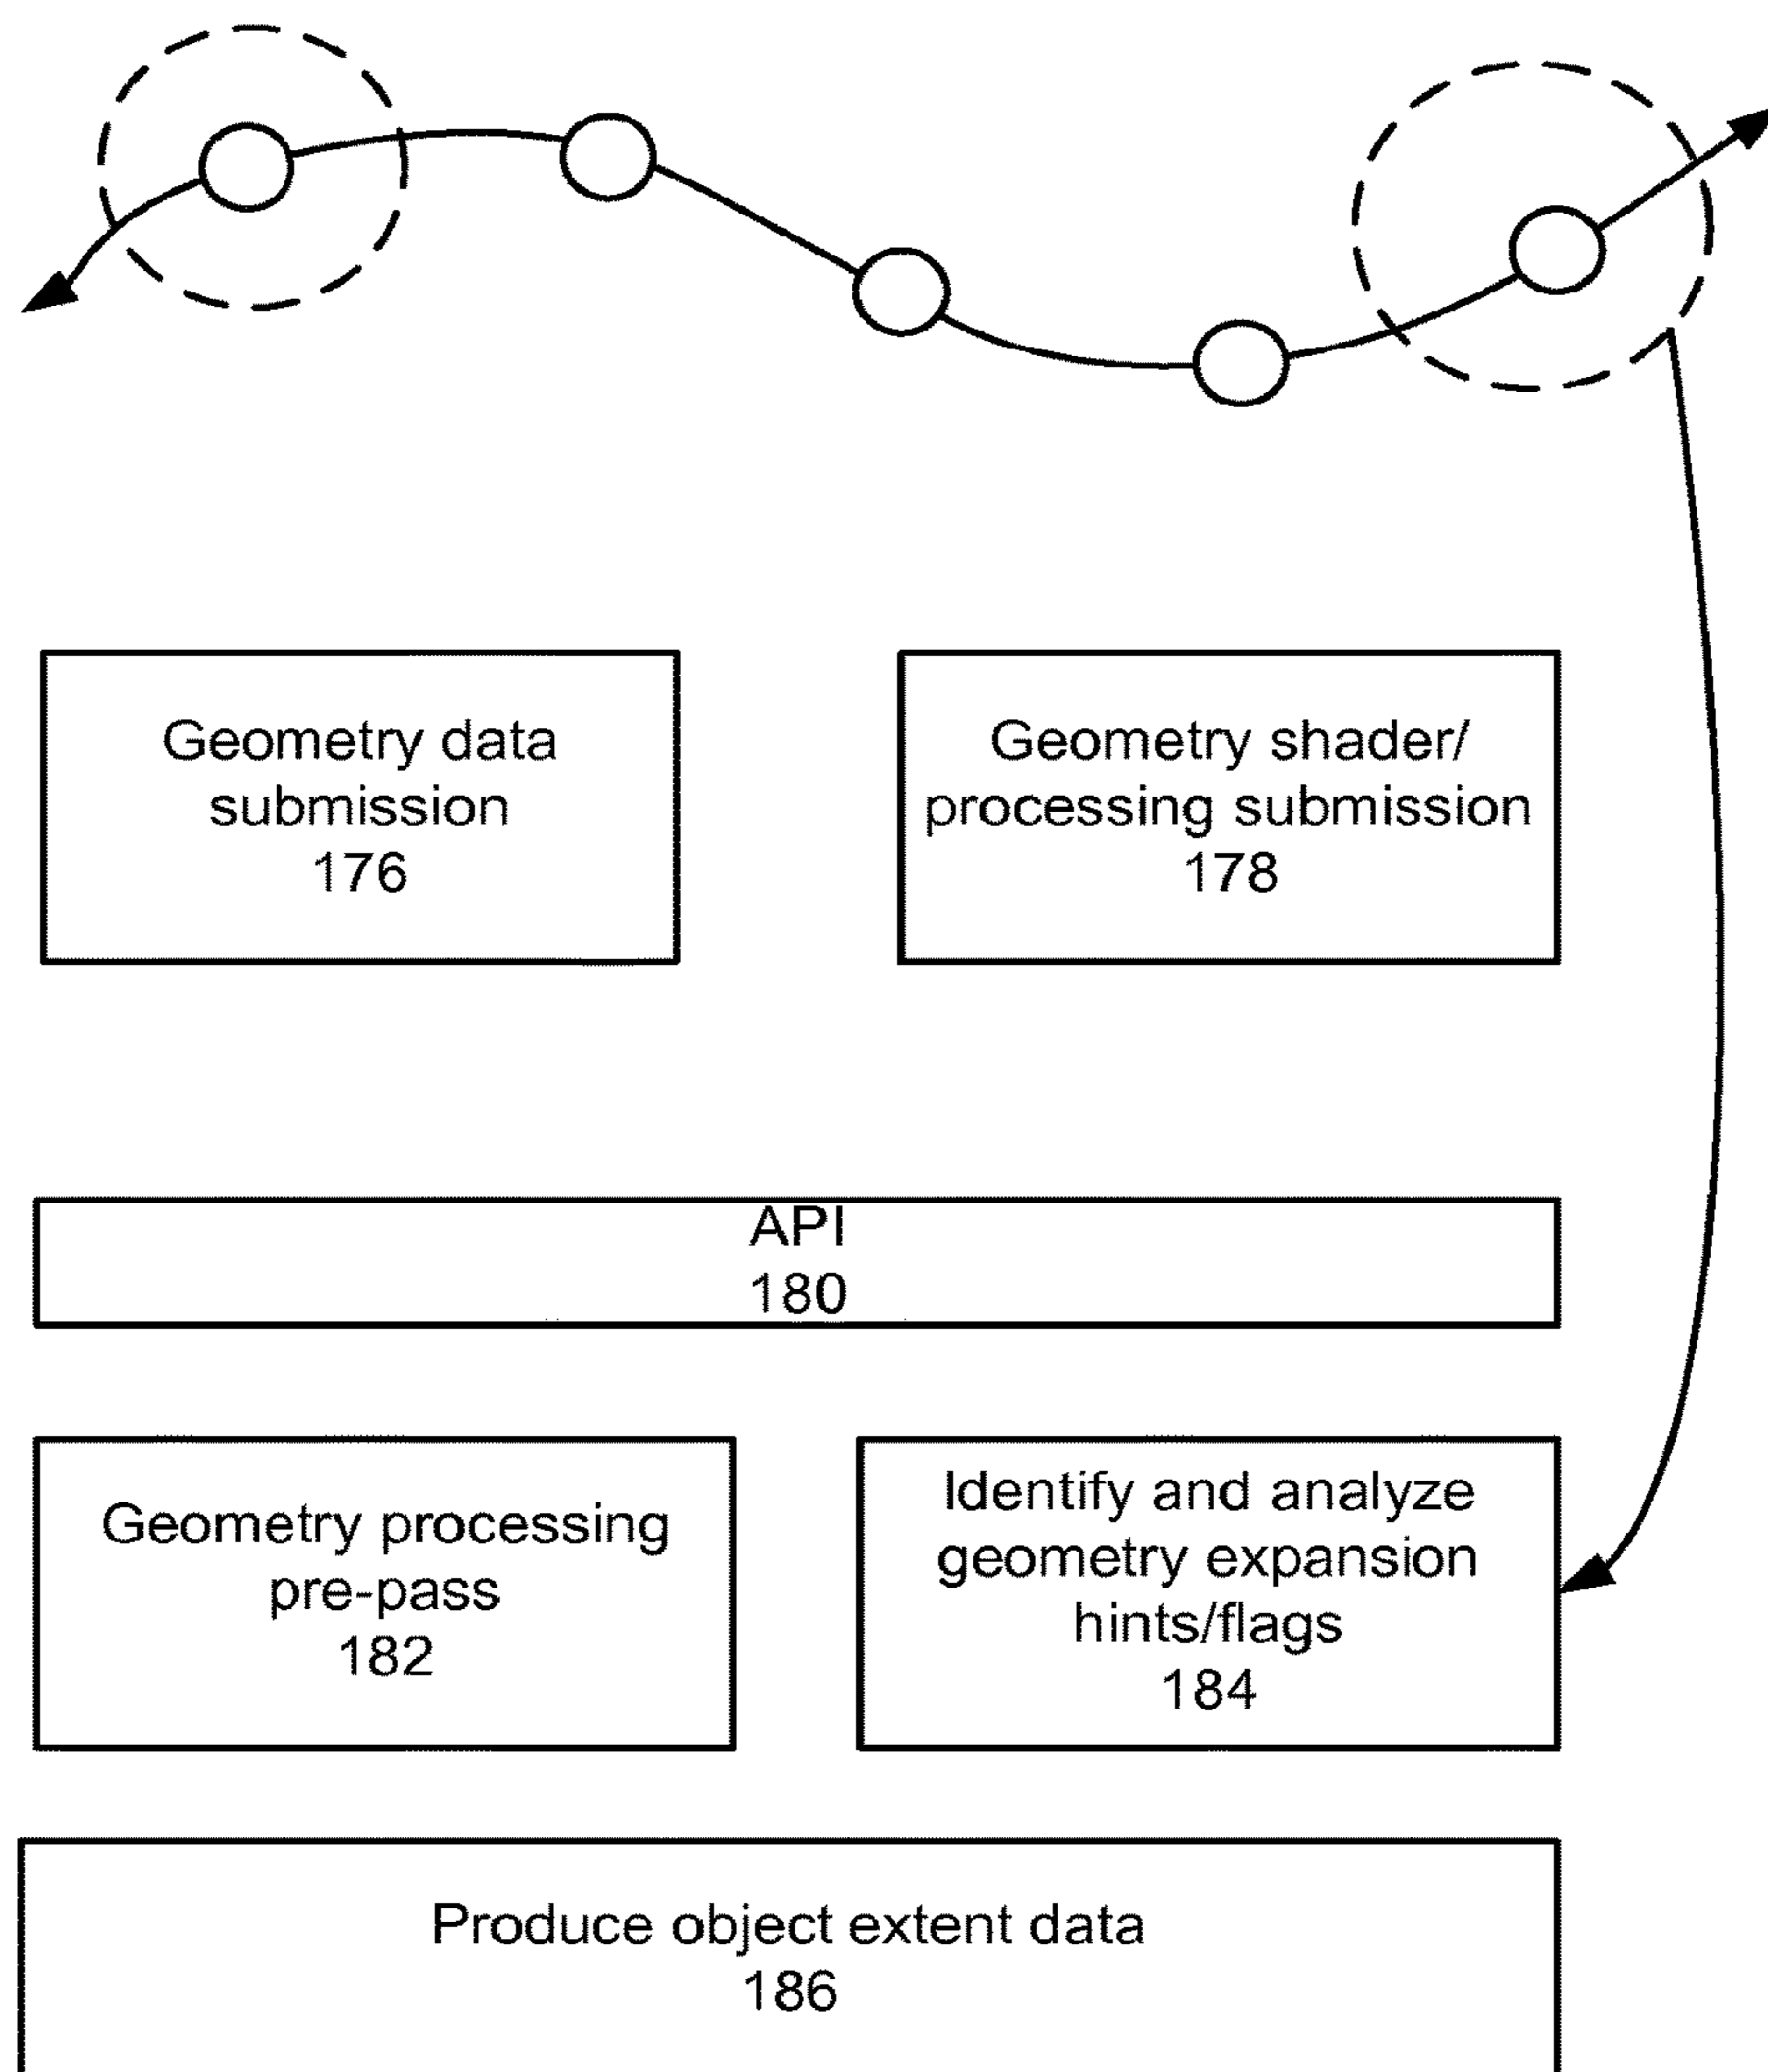 Geometry data
submission
176
Geometry shader/
processing submission
178
API
180
Geometry processing
pre-pass
182
Identify and analyze
geometry expansion
hints/flags
184
Produce object extent data
186